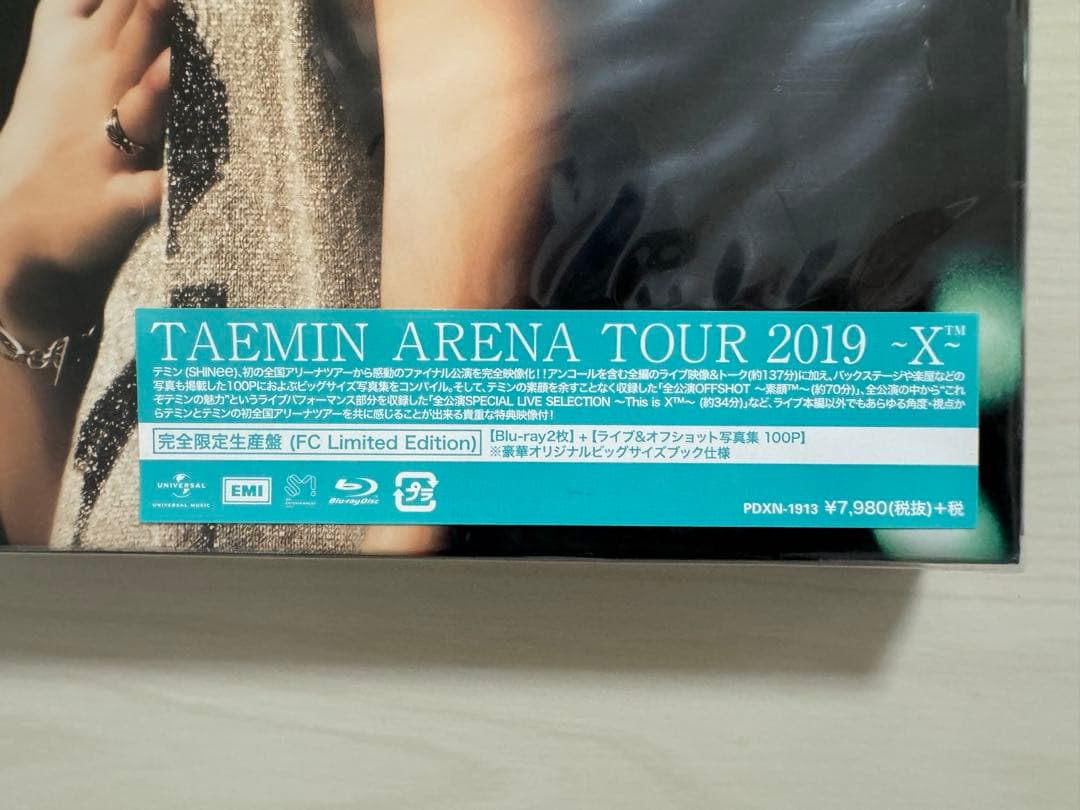 TAEMIN ARENA TOUR 2019 ~X~™
テミン(SHINee)、初の全国アリーナツアーから感動のファイナル公演を完全映像化!!アンコールを含む全編のライブ映像&トーク(約137分)に加え、バックステージや楽屋などの
写真も掲載した100Pにおよぶビッグサイズ写真集をコンパイル。そして、テミンの素顔を余すことなく収録した「全公演OFFSHOT 〜素顔™〜(約70分)」、全公演の中から“これ
ぞテミンの魅力”というライブパフォーマンス部分を収録した「全公演SPECIAL LIVE SELECTION 〜This is X™〜 (約34分)」など、ライブ本編以外でもあらゆる角度・視点か
らテミンとテミンの初全国アリーナツアーを共に感じることが出来る貴重な特典映像付!
完全限定生産盤 (FC Limited Edition) 【Blu-ray2枚】+【ライブ&オフショット写真集 100P】
※豪華オリジナルビッグサイズブック仕様
UNIVERSAL
UNIVERSAL MUSIC
EMI
SM
Blu-ray Disc
プラ
PDXN-1913 ¥7,980(税抜)+税